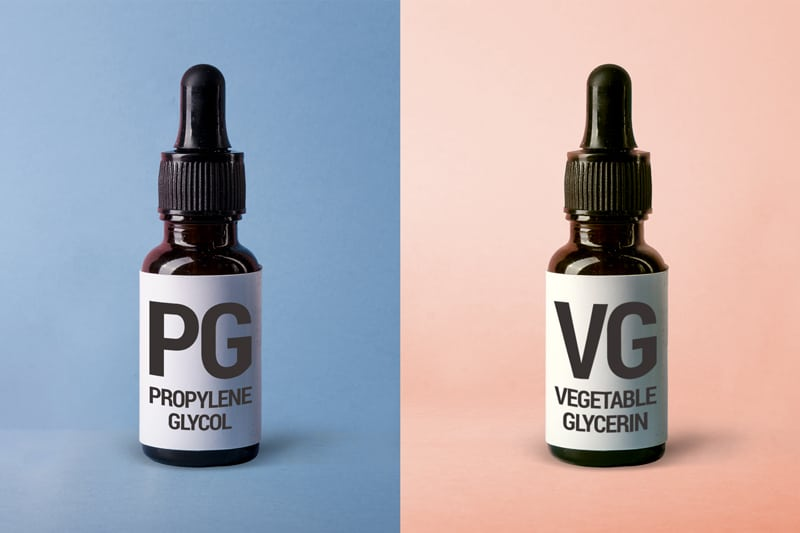 PG
PROPYLENE
GLYCOL
VG
VEGETABLE
GLYCERIN